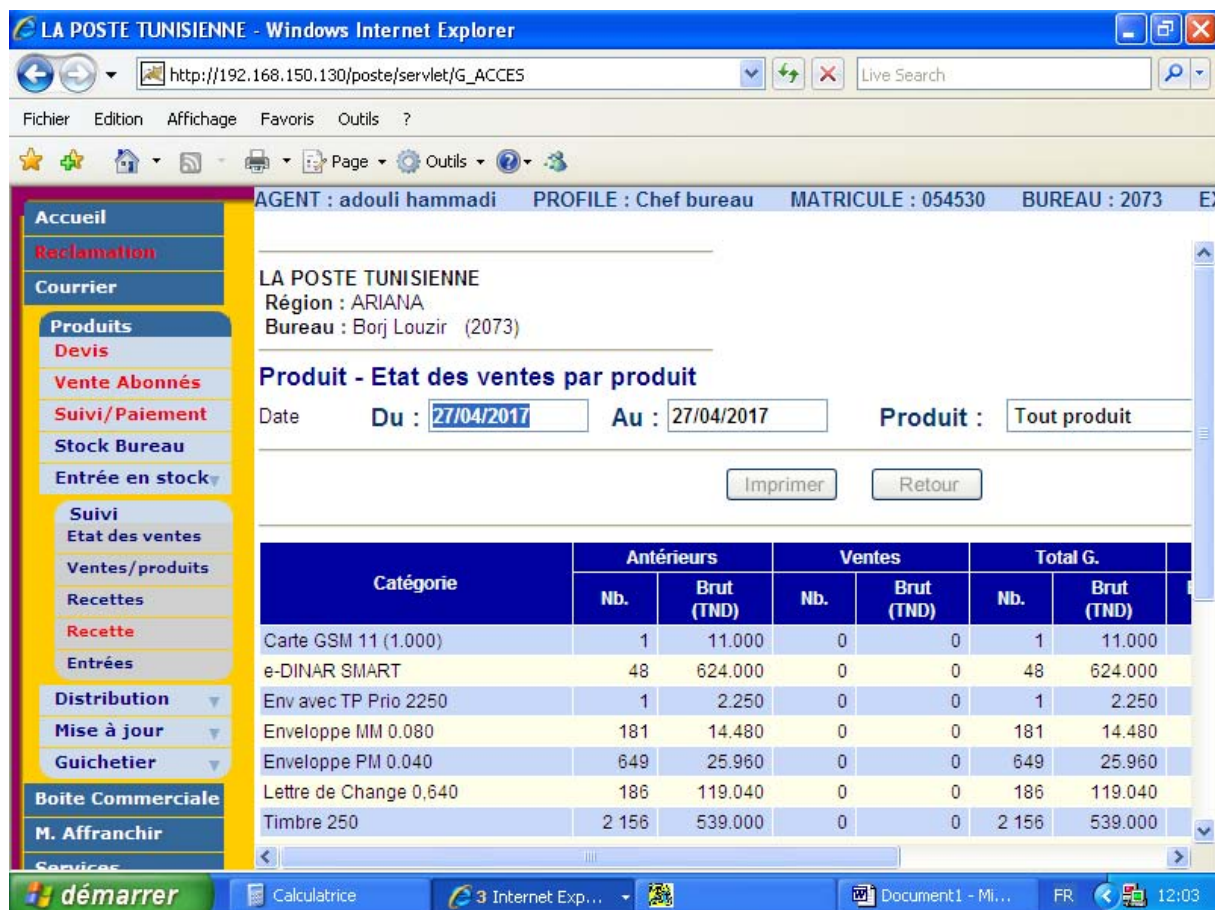 LA POSTE TUNISIENNE - Windows Internet Explorer
http://192.168.150.130/poste/servlet/G_ACCES
Live Search
Fichier Edition Affichage Favoris Outils ?
Page Outils
AGENT : adouli hammadi PROFILE : Chef bureau MATRICULE : 054530 BUREAU : 2073
Accueil
Reclamation
Courrier
Produits
Devis
Vente Abonnés
Suivi/Paiement
Stock Bureau
Entrée en stock
Suivi
Etat des ventes
Ventes/produits
Recettes
Recette
Entrées
Distribution
Mise à jour
Guichetier
Boite Commerciale
M. Affranchir
Services
LA POSTE TUNISIENNE
Région : ARIANA
Bureau : Borj Louzir (2073)
Produit - Etat des ventes par produit
Date Du : 27/04/2017 Au : 27/04/2017 Produit : Tout produit
Imprimer Retour
Catégorie Antérieurs Ventes Total G.
Nb. Brut (TND) Nb. Brut (TND) Nb. Brut (TND)
Carte GSM 11 (1.000) 1 11.000 0 0 1 11.000
e-DINAR SMART 48 624.000 0 0 48 624.000
Env avec TP Prio 2250 1 2.250 0 0 1 2.250
Enveloppe MM 0.080 181 14.480 0 0 181 14.480
Enveloppe PM 0.040 649 25.960 0 0 649 25.960
Lettre de Change 0,640 186 119.040 0 0 186 119.040
Timbre 250 2 156 539.000 0 0 2 156 539.000
démarrer Calculatrice 3 Internet Exp... Document1 - Mi... FR 12:03